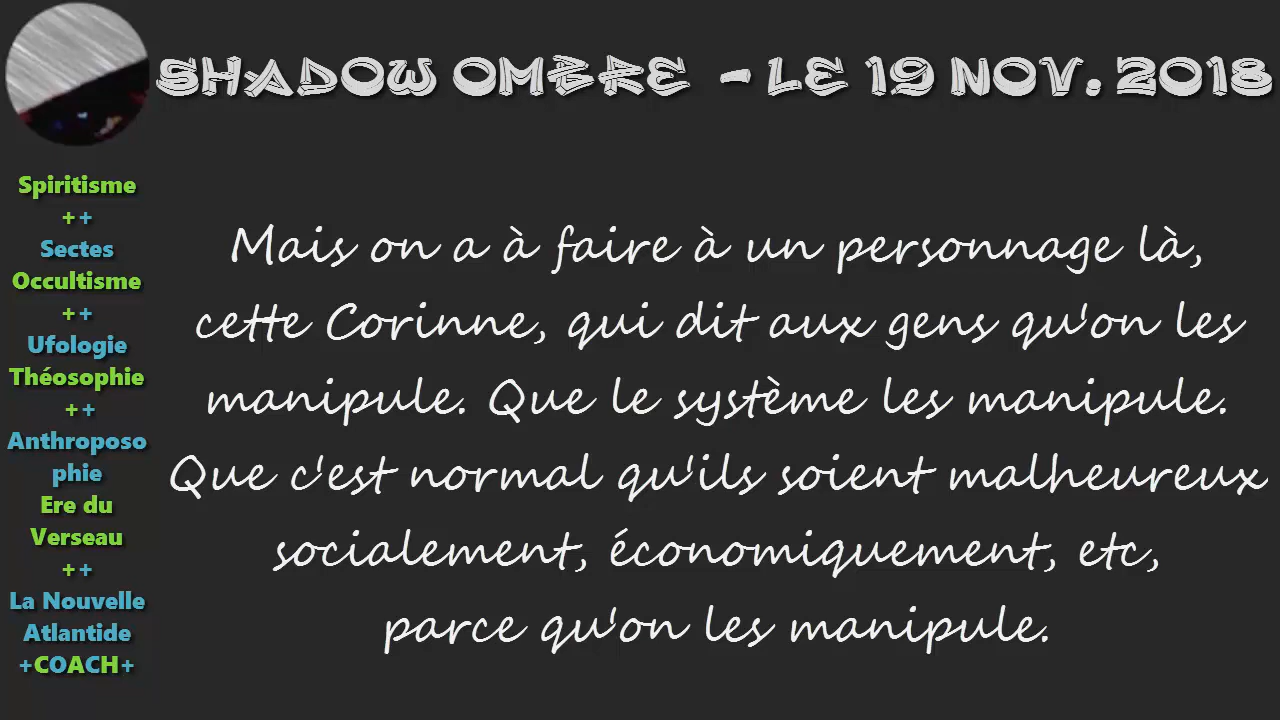 SHADOW OMBRE - LE 19 NOV. 2018
Spiritisme
++
Sectes
Occultisme
++
Ufologie
Théosophie
++
Anthroposo
phie
Ere du
Verseau
++
La Nouvelle
Atlantide
+COACH+
Mais on a à faire à un personnage là,
cette Corinne, qui dit aux gens qu'on les
manipule. Que le système les manipule.
Que c'est normal qu'ils soient malheureux
socialement, économiquement, etc,
parce qu'on les manipule.